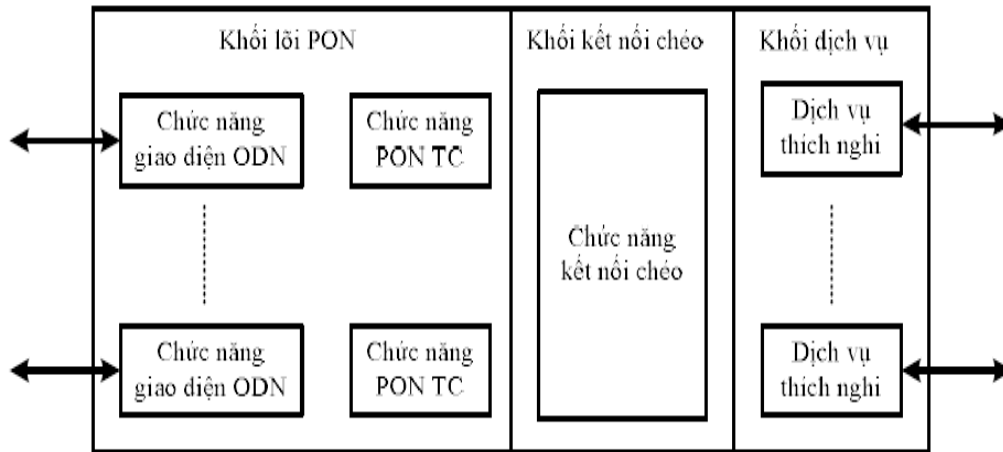 Khối lõi PON
Khối kết nối chéo
Khối dịch vụ
Chức năng
giao diện ODN
Chức năng
PON TC
Dịch vụ
thích nghi
Chức năng
kết nối chéo
Chức năng
giao diện ODN
Chức năng
PON TC
Dịch vụ
thích nghi